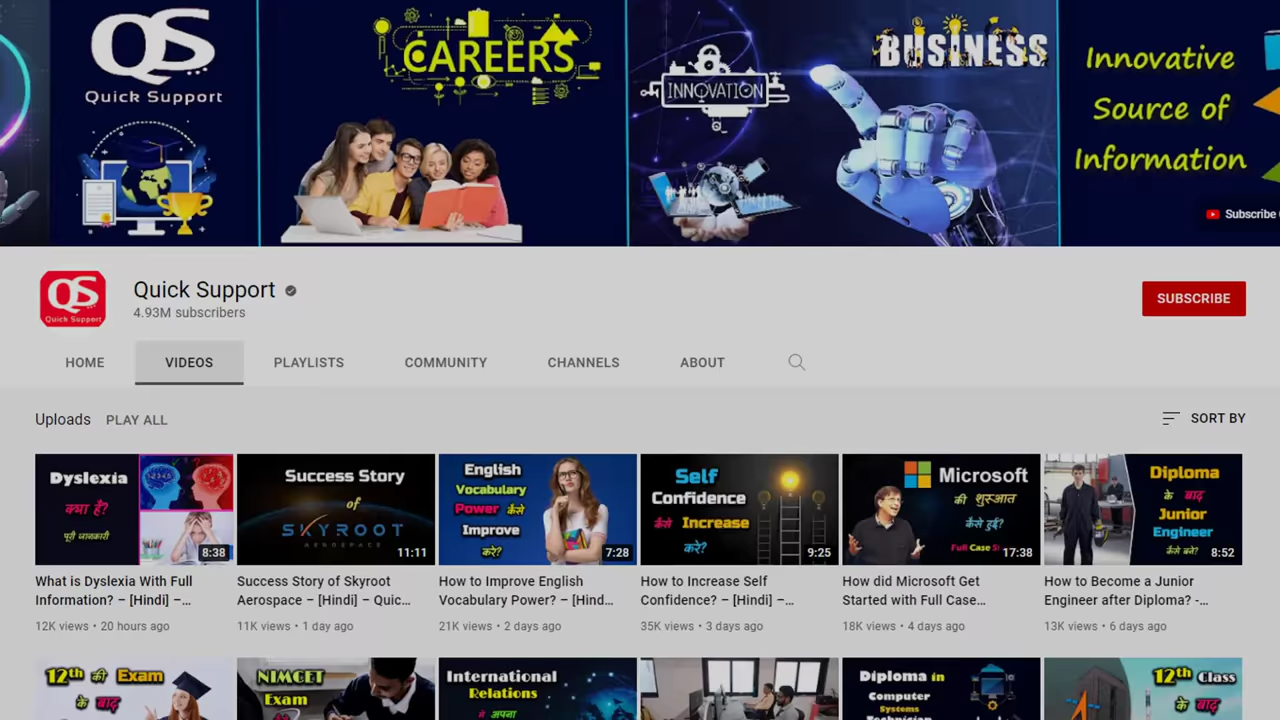 QS
Quick Support
CAREERS
INNOVATION
BUSINESS
Innovative
Source of
Information
Subscribe
QS
Quick Support
Quick Support
4.93M subscribers
SUBSCRIBE
HOME
VIDEOS
PLAYLISTS
COMMUNITY
CHANNELS
ABOUT
Uploads
PLAY ALL
SORT BY
Dyslexia
क्या है?
पूरी जानकारी
8:38
Success Story
of
SKYROOT
AEROSPACE
11:11
English
Vocabulary
Power कैसे
Improve
करे?
7:28
Self
Confidence
कैसे Increase
करे?
9:25
Microsoft
की शुरूआत
कैसे हुई?
Full Case S
17:38
Diploma
के बाद
Junior
Engineer
कैसे बने?
8:52
What is Dyslexia With Full
Information? – [Hindi] –...
12K views • 20 hours ago
Success Story of Skyroot
Aerospace – [Hindi] – Quic...
11K views • 1 day ago
How to Improve English
Vocabulary Power? – [Hind...
21K views • 2 days ago
How to Increase Self
Confidence? – [Hindi] –...
35K views • 3 days ago
How did Microsoft Get
Started with Full Case...
18K views • 4 days ago
How to Become a Junior
Engineer after Diploma? -...
13K views • 6 days ago
12th की Exam
के बाद
NIMCET
Exam
International
Relations
मे अपना
Diploma in
Computer
Systems
Technician
12th Class
के बाद